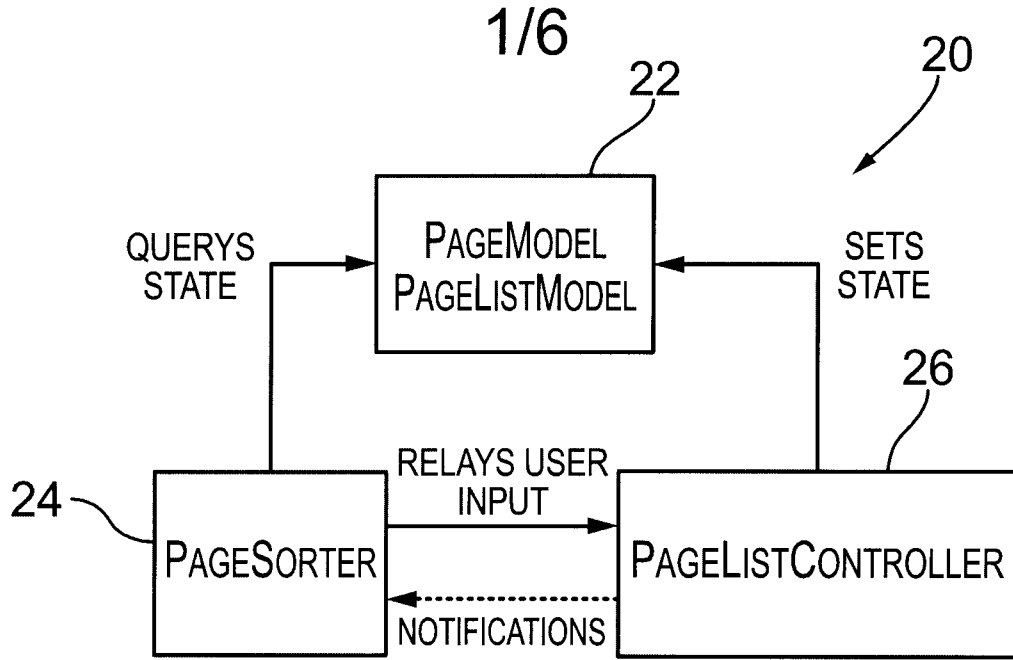 1/6
20
22
QUERYS
STATE
PAGEMODEL
PAGELISTMODEL
SETS
STATE
26
RELAYS USER
INPUT
24
PAGESORTER
PAGELISTCONTROLLER
NOTIFICATIONS